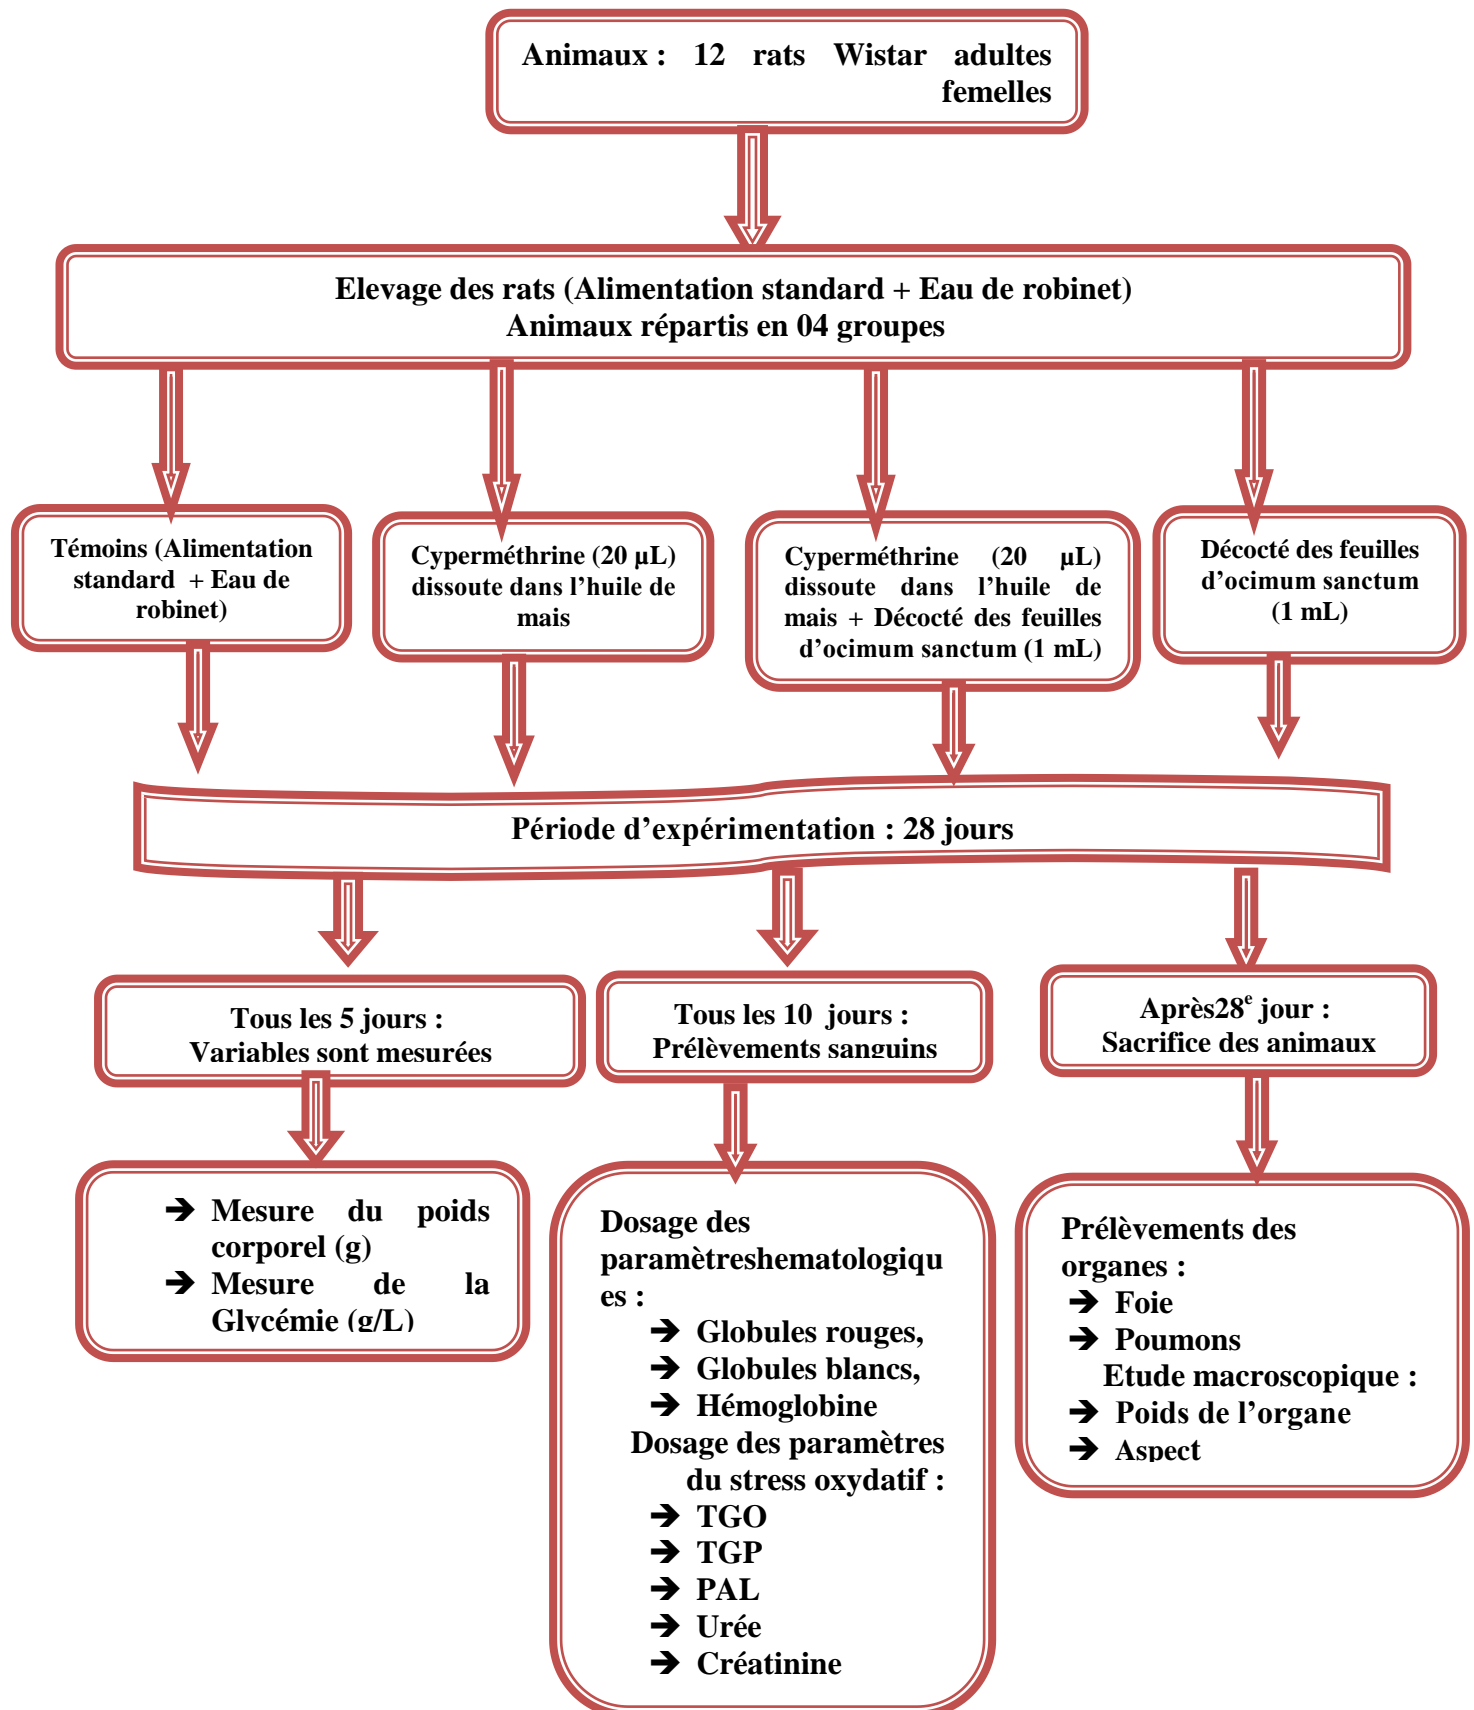 Animaux : 12 rats Wistar adultes
femelles
Elevage des rats (Alimentation standard + Eau de robinet)
Animaux répartis en 04 groupes
Témoins (Alimentation
standard + Eau de
robinet)
Cyperméthrine (20 µL)
dissoute dans l’huile de
mais
Cyperméthrine (20 µL)
dissoute dans l’huile de
mais + Décocté des feuilles
d’ocimum sanctum (1 mL)
Décocté des feuilles
d’ocimum sanctum
(1 mL)
Période d’expérimentation : 28 jours
Tous les 5 jours :
Variables sont mesurées
Tous les 10 jours :
Prélèvements sanguins
Après28e jour :
Sacrifice des animaux
➔ Mesure du poids
corporel (g)
➔ Mesure de la
Glycémie (g/L)
Dosage des
paramètreshematologiqu
es :
➔ Globules rouges,
➔ Globules blancs,
➔ Hémoglobine
Dosage des paramètres
du stress oxydatif :
➔ TGO
➔ TGP
➔ PAL
➔ Urée
➔ Créatinine
Prélèvements des
organes :
➔ Foie
➔ Poumons
Etude macroscopique :
➔ Poids de l’organe
➔ Aspect